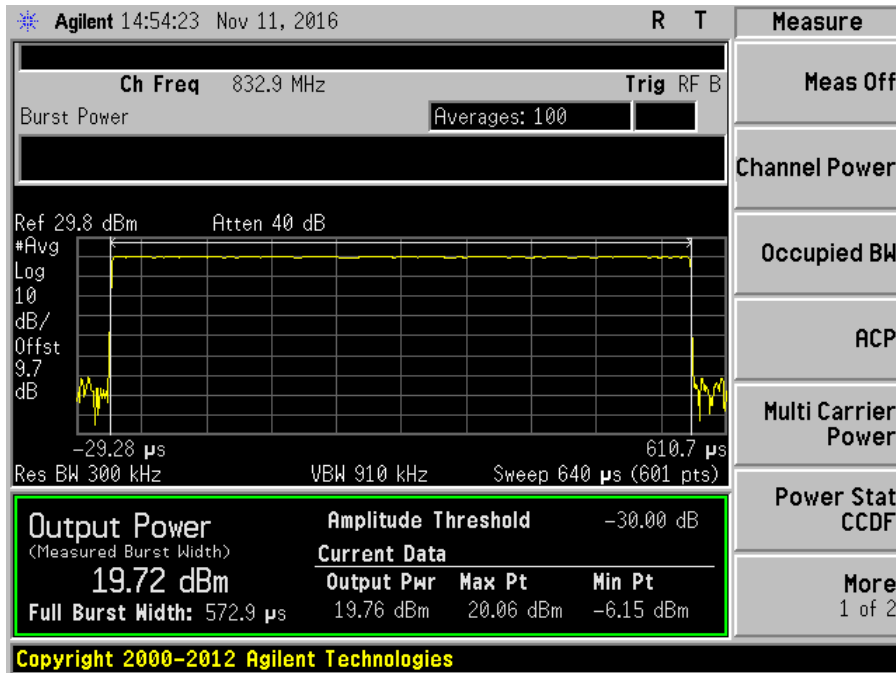 Agilent 14:54:23 Nov 11, 2016 R T
Measure
Ch Freq 832.9 MHz Trig RF B
Meas Off
Burst Power Averages: 100
Channel Power
Ref 29.8 dBm Atten 40 dB
#Avg
Log
10
dB/
Offst
9.7
dB
Occupied BW
ACP
Multi Carrier
Power
-29.28 µs 610.7 µs
Res BW 300 kHz VBW 910 kHz Sweep 640 µs (601 pts)
Power Stat
CCDF
Output Power
(Measured Burst Width)
19.72 dBm
Full Burst Width: 572.9 µs
Amplitude Threshold -30.00 dB
Current Data
Output Pwr Max Pt Min Pt
19.76 dBm 20.06 dBm -6.15 dBm
More
1 of 2
Copyright 2000-2012 Agilent Technologies